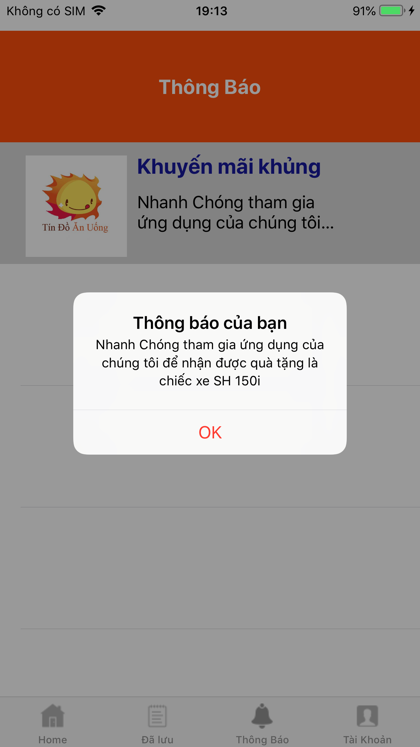 Không có SIM
19:13
91%
Thông Báo
Khuyến mãi khủng
Nhanh Chóng tham gia
ứng dụng của chúng tôi...
Tín Đồ Ăn Uống
Thông báo của bạn
Nhanh Chóng tham gia ứng dụng của
chúng tôi để nhận được quà tặng là
chiếc xe SH 150i
OK
Home
Đã lưu
Thông Báo
Tài Khoản